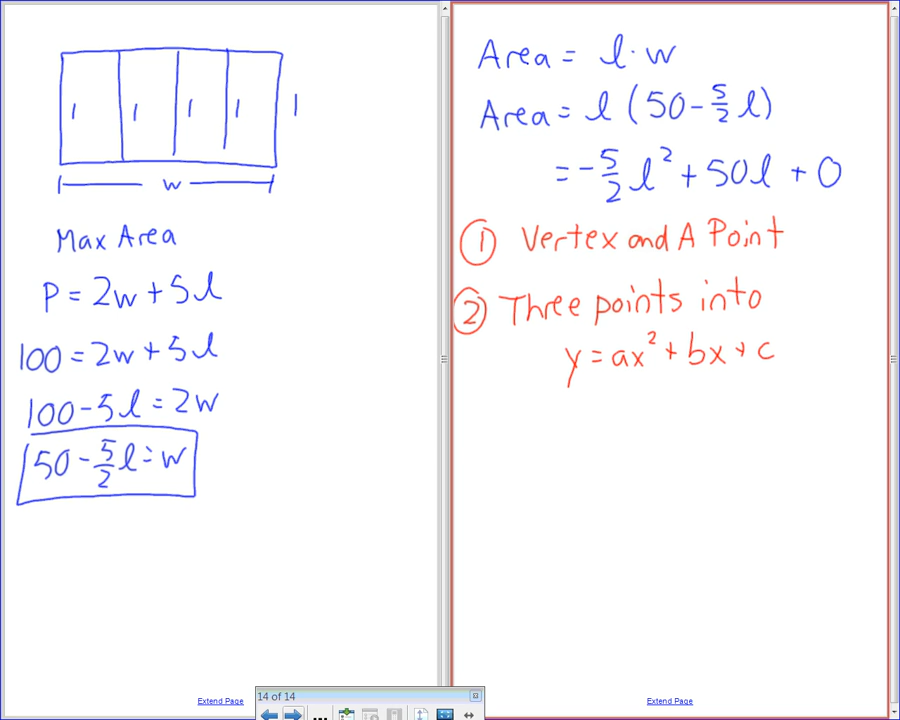 l l l l l
w
Max Area
P = 2w + 5l
100 = 2w + 5l
100 - 5l = 2w
50 - 5/2 l = w
Area = l · w
Area = l (50 - 5/2 l)
= -5/2 l² + 50l + 0
① Vertex and A Point
② Three points into
y = ax² + bx + c
Extend Page
14 of 14
Extend Page